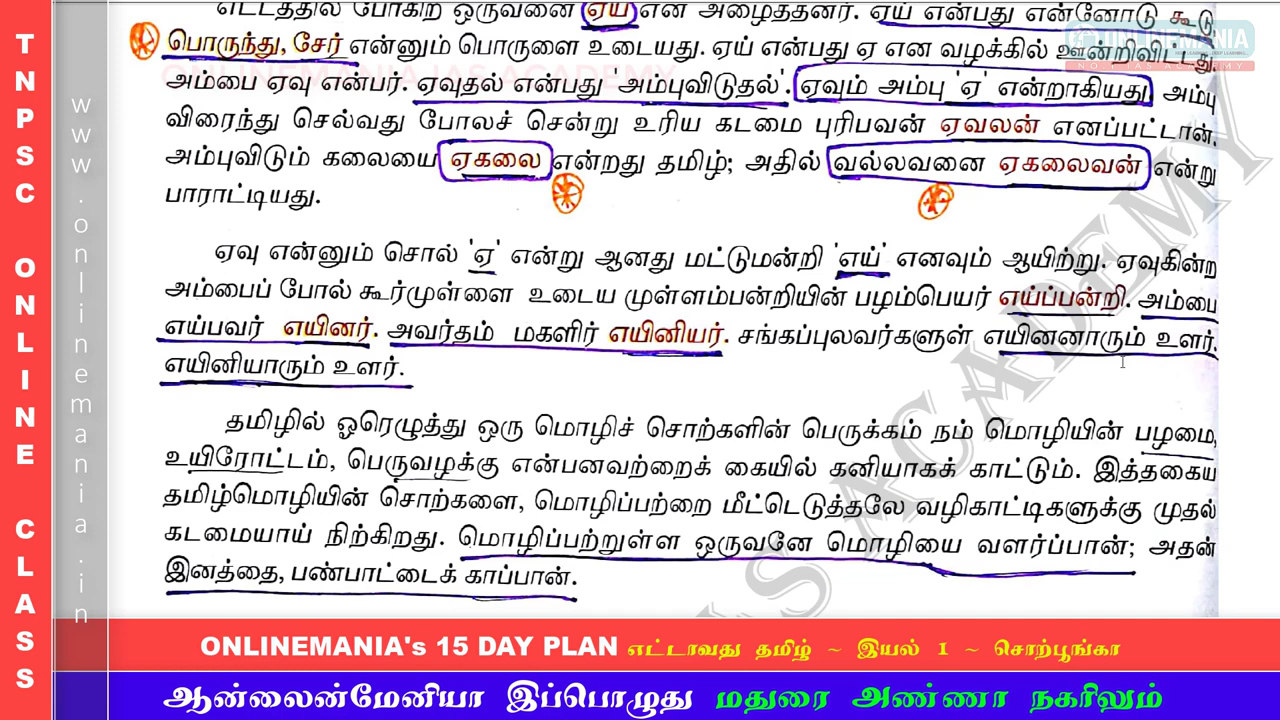 எட்டத்தில் போகிற ஒருவனை ஏய் என அழைத்தனர். ஏய் என்பது என்னோடு கூடு
பொருந்து, சேர் என்னும் பொருளை உடையது. ஏய் என்பது ஏ என வழக்கில் ஊன்றிவிட்டது.
அம்பை ஏவு என்பர். ஏவுதல் என்பது அம்புவிடுதல்'. ஏவும் அம்பு 'ஏ' என்றாகியது. அம்பு
விரைந்து செல்வது போலச் சென்று உரிய கடமை புரிபவன் ஏவலன் எனப்பட்டான்.
அம்புவிடும் கலையை ஏகலை என்றது தமிழ்; அதில் வல்லவனை ஏகலைவன் என்று
பாராட்டியது.
ஏவு என்னும் சொல் 'ஏ' என்று ஆனது மட்டுமன்றி 'எய்' எனவும் ஆயிற்று. ஏவுகின்ற
அம்பைப் போல் கூர்முள்ளை உடைய முள்ளம்பன்றியின் பழம்பெயர் எய்ப்பன்றி. அம்பை
எய்பவர் எயினர். அவர்தம் மகளிர் எயினியர். சங்கப்புலவர்களுள் எயினனாரும் உளர்.
எயினியாரும் உளர்.
தமிழில் ஓரெழுத்து ஒரு மொழிச் சொற்களின் பெருக்கம் நம் மொழியின் பழமை,
உயிரோட்டம், பெருவழக்கு என்பனவற்றைக் கையில் கனியாகக் காட்டும். இத்தகைய
தமிழ்மொழியின் சொற்களை, மொழிப்பற்றை மீட்டெடுத்தலே வழிகாட்டிகளுக்கு முதல்
கடமையாய் நிற்கிறது. மொழிப்பற்றுள்ள ஒருவனே மொழியை வளர்ப்பான்; அதன்
இனத்தை, பண்பாட்டைக் காப்பான்.
ONLINEMANIA
ONLINEMANIA IAS ACADEMY
IAS ACADEMY
TNPSC ONLINE CLASS
www.onlinemania.in
ONLINEMANIA's 15 DAY PLAN எட்டாவது தமிழ் ~ இயல் 1 ~ சொற்பூங்கா
ஆன்லைன்மேனியா இப்பொழுது மதுரை அண்ணா நகரிலும்